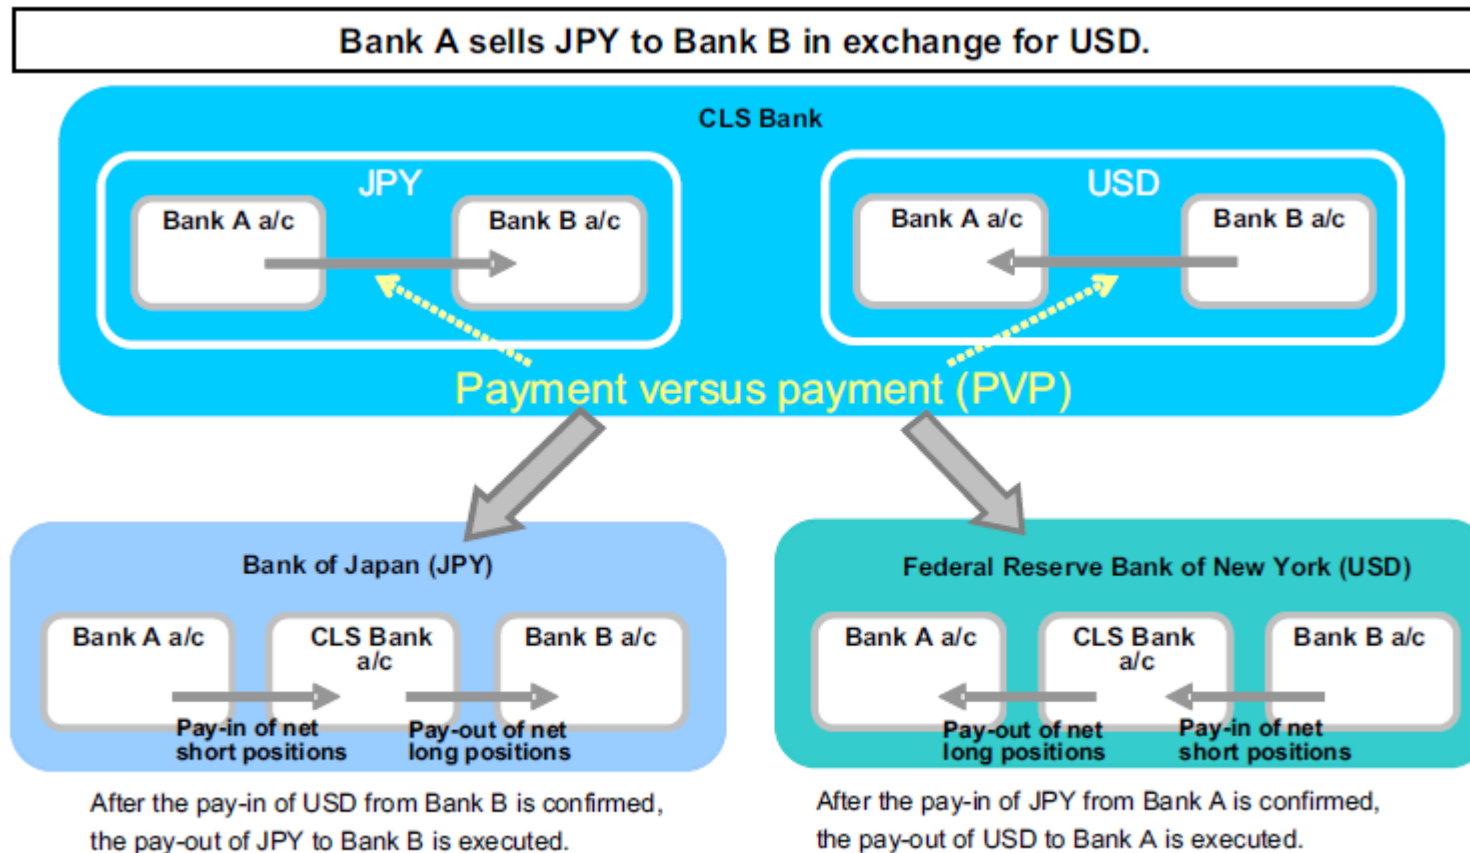 Bank A sells JPY to Bank B in exchange for USD.
CLS Bank
JPY
Bank A a/c
Bank B a/c
USD
Bank A a/c
Bank B a/c
Payment versus payment (PVP)
Bank of Japan (JPY)
Bank A a/c
CLS Bank
a/c
Bank B a/c
Pay-in of net
short positions
Pay-out of net
long positions
After the pay-in of USD from Bank B is confirmed,
the pay-out of JPY to Bank B is executed.
Federal Reserve Bank of New York (USD)
Bank A a/c
CLS Bank
a/c
Bank B a/c
Pay-out of net
long positions
Pay-in of net
short positions
After the pay-in of JPY from Bank A is confirmed,
the pay-out of USD to Bank A is executed.